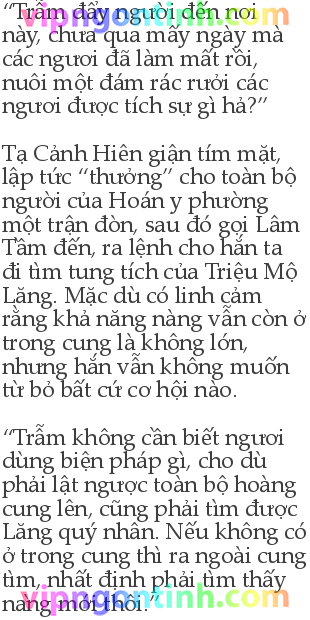 “Trẫm đẩy người đến nơi
này, chưa qua mấy ngày mà
các ngươi đã làm mất rồi,
nuôi một đám rác rưởi các
ngươi được tích sự gì hả?”
Tạ Cảnh Hiên giận tím mặt,
lập tức “thưởng” cho toàn bộ
người của Hoán y phường
một trận đòn, sau đó gọi Lâm
Tầm đến, ra lệnh cho hắn ta
đi tìm tung tích của Triệu Mộ
Lăng. Mặc dù có linh cảm
rằng khả năng nàng vẫn còn ở
trong cung là không lớn,
nhưng hắn vẫn không muốn
từ bỏ bất cứ cơ hội nào.
“Trẫm không cần biết ngươi
dùng biện pháp gì, cho dù
phải lật ngược toàn bộ hoàng
cung lên, cũng phải tìm được
Lăng quý nhân. Nếu không có
ở trong cung thì ra ngoài cung
tìm, nhất định phải tìm thấy
nàng mới thôi.”
vipngontinh.com
vipngontinh.com